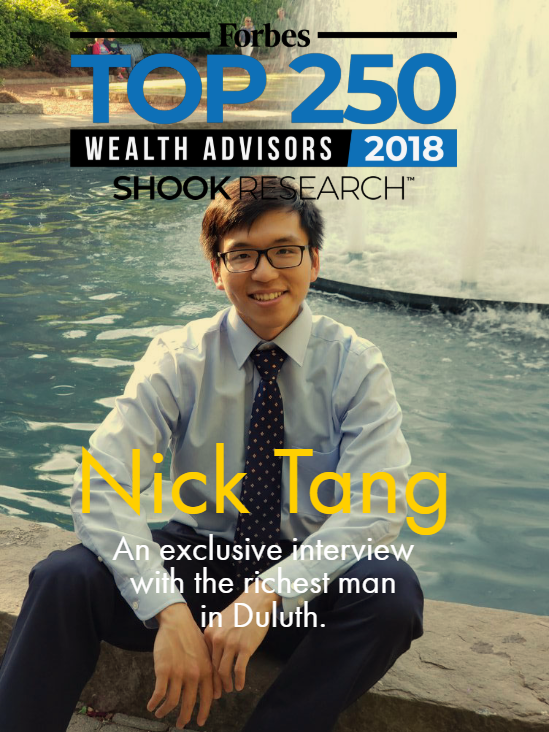 Forbes
TOP 250
WEALTH ADVISORS 2018
SHOOK RESEARCH™
Nick Tang
An exclusive interview
with the richest man
in Duluth.